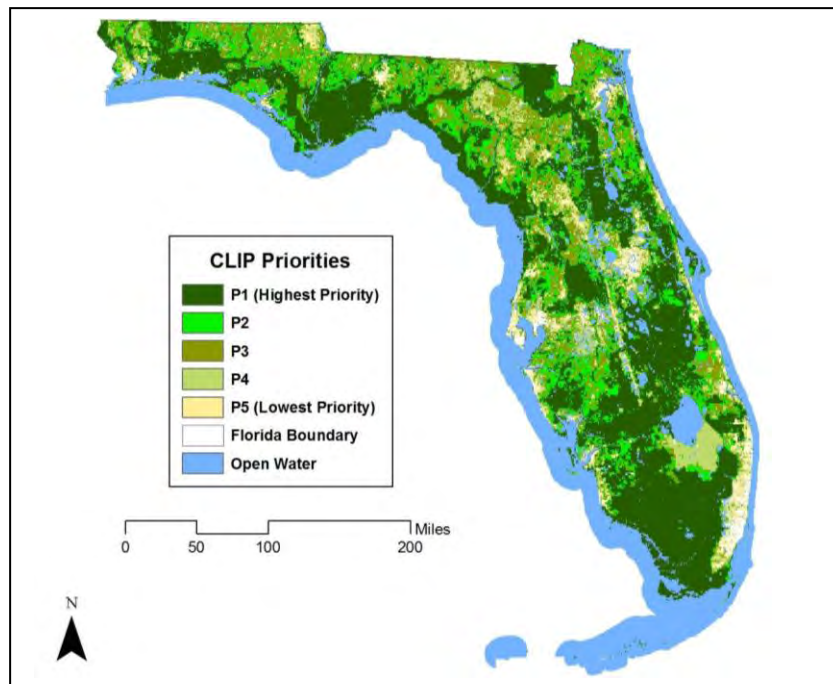 CLIP Priorities
P1 (Highest Priority)
P2
P3
P4
P5 (Lowest Priority)
Florida Boundary
Open Water
Miles
0 50 100 200
N